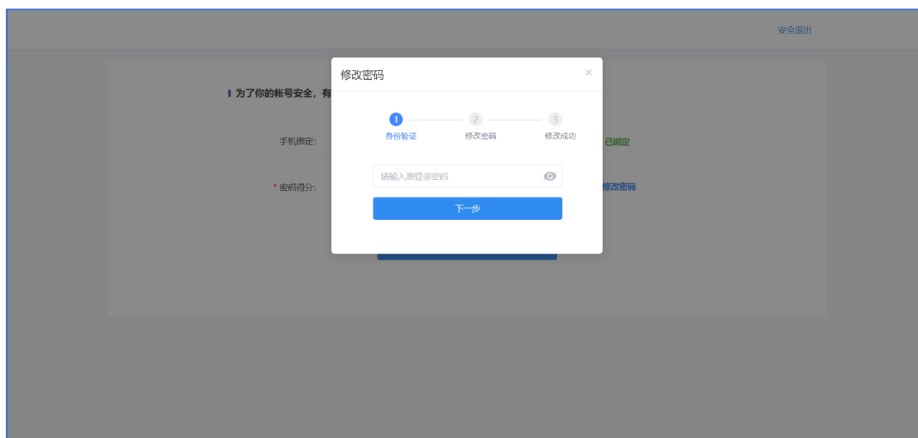 安全退出
修改密码
×
为了你的帐号安全，有
1
2
3
身份验证
修改密码
修改成功
手机绑定：
已绑定
请输入原登录密码
* 密码得分：
修改密码
下一步